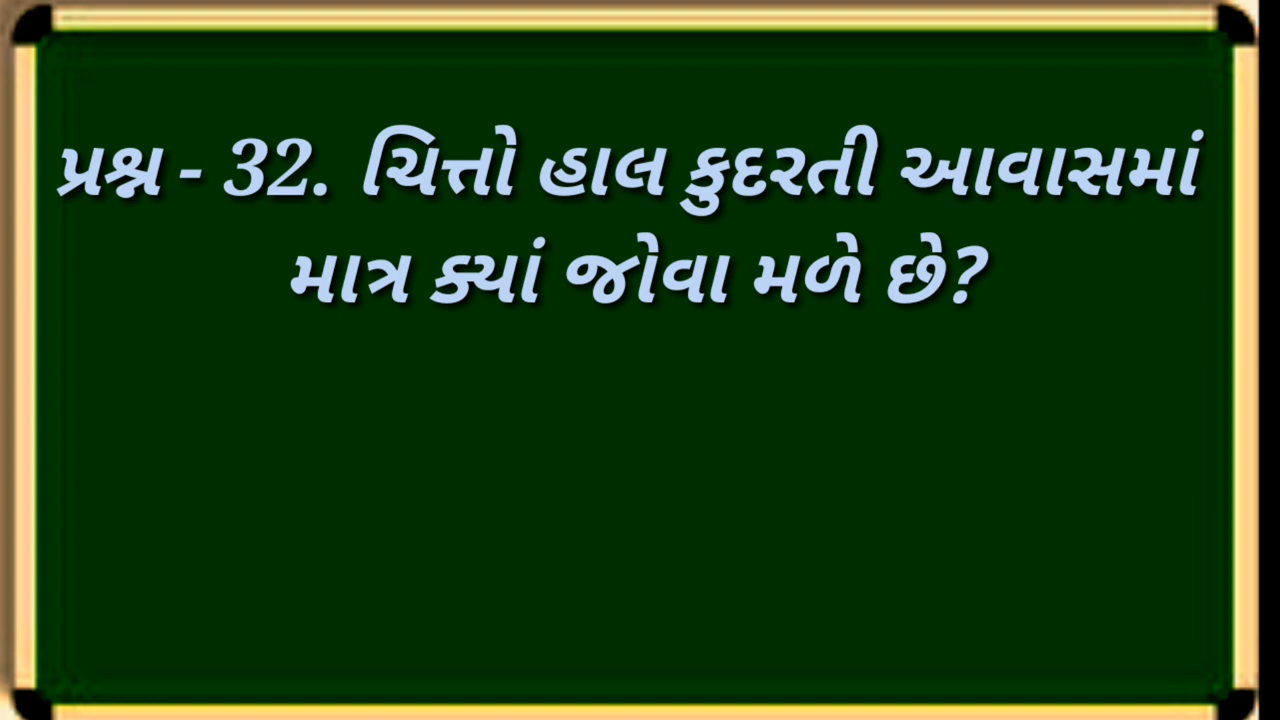 પ્રશ્ન - 32. ચિત્તો હાલ કુદરતી આવાસમાં
માત્ર ક્યાં જોવા મળે છે?